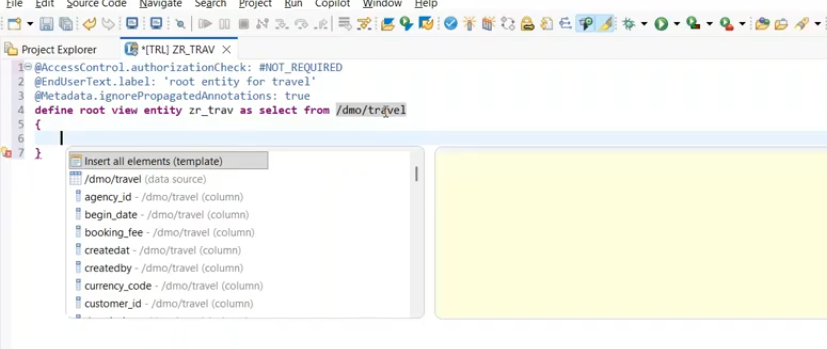 File Edit Source Code Navigate Search Project Run Copilot Window Help
Project Explorer
*[TRL] ZR_TRAV
1 @AccessControl.authorizationCheck: #NOT_REQUIRED
2 @EndUserText.label: 'root entity for travel'
3 @Metadata.ignorePropagatedAnnotations: true
4 define root view entity zr_trav as select from /dmo/travel
5 {
6
7 }
Insert all elements (template)
/dmo/travel (data source)
agency_id - /dmo/travel (column)
begin_date - /dmo/travel (column)
booking_fee - /dmo/travel (column)
createdat - /dmo/travel (column)
createdby - /dmo/travel (column)
currency_code - /dmo/travel (column)
customer_id - /dmo/travel (column)